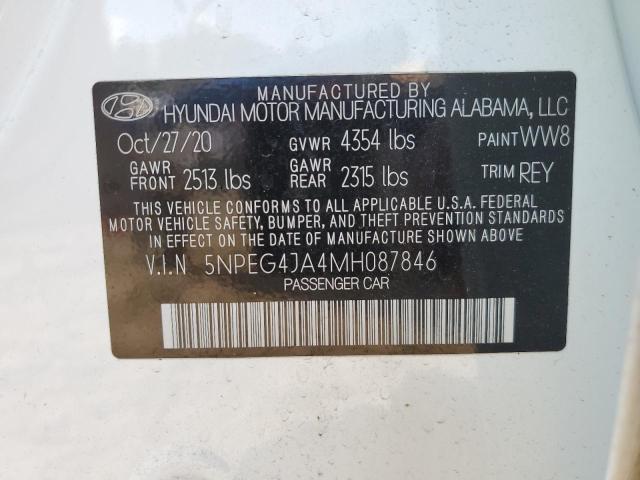 MANUFACTURED BY
HYUNDAI MOTOR MANUFACTURING ALABAMA, LLC
Oct/27/20 GVWR 4354 lbs PAINT WW8
GAWR FRONT 2513 lbs GAWR REAR 2315 lbs TRIM REY
THIS VEHICLE CONFORMS TO ALL APPLICABLE U.S.A. FEDERAL
MOTOR VEHICLE SAFETY, BUMPER, AND THEFT PREVENTION STANDARDS
IN EFFECT ON THE DATE OF MANUFACTURE SHOWN ABOVE.
V.I.N 5NPEG4JA4MH087846
PASSENGER CAR